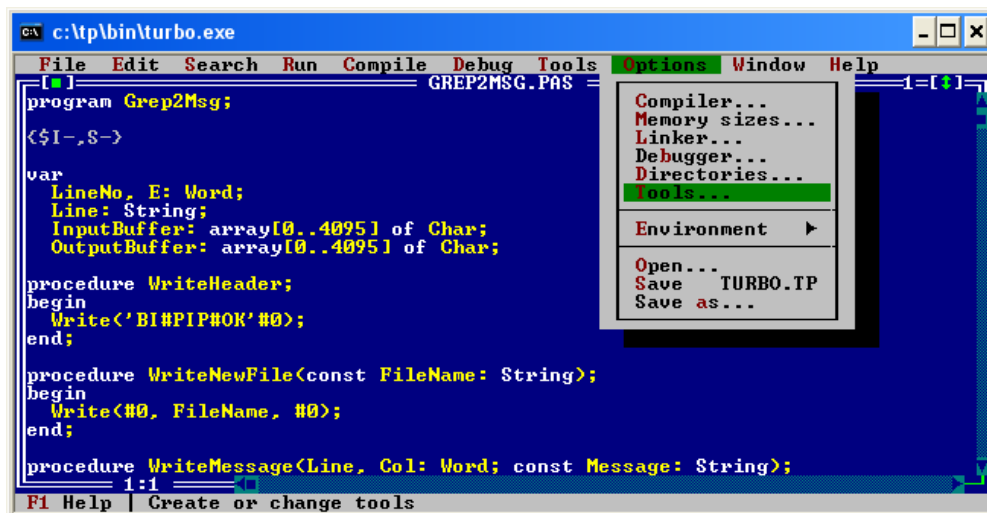 c:\tp\bin\turbo.exe
File Edit Search Run Compile Debug Tools Options Window Help
[■] GREP2MSG.PAS 1=[↕]
program Grep2Msg;
{$I-,S-}
var
LineNo, E: Word;
Line: String;
InputBuffer: array[0..4095] of Char;
OutputBuffer: array[0..4095] of Char;
procedure WriteHeader;
begin
Write('BI#PIP#OK'#0);
end;
procedure WriteNewFile(const FileName: String);
begin
Write(#0, FileName, #0);
end;
procedure WriteMessage(Line, Col: Word; const Message: String);
1:1
Compiler...
Memory sizes...
Linker...
Debugger...
Directories...
Tools...
Environment ►
Open...
Save TURBO.TP
Save as...
F1 Help | Create or change tools